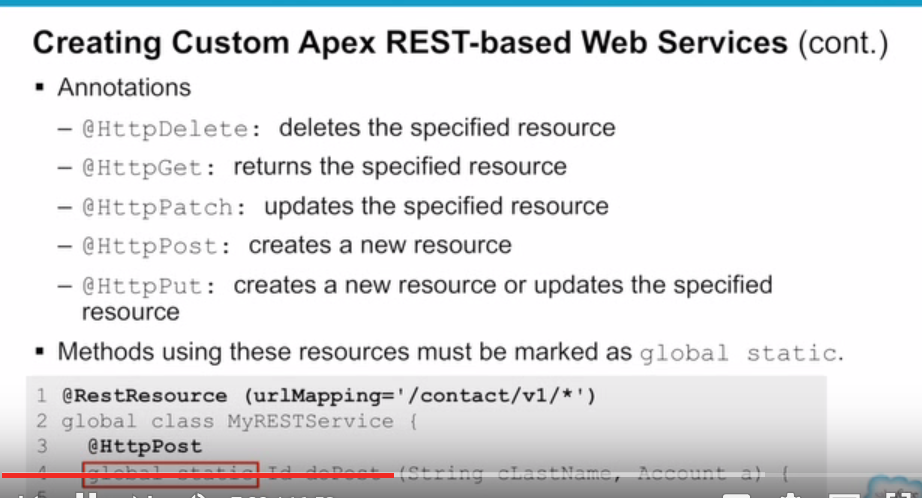 Creating Custom Apex REST-based Web Services (cont.)
▪ Annotations
– @HttpDelete: deletes the specified resource
– @HttpGet: returns the specified resource
– @HttpPatch: updates the specified resource
– @HttpPost: creates a new resource
– @HttpPut: creates a new resource or updates the specified
resource
▪ Methods using these resources must be marked as global static.
1 @RestResource (urlMapping='/contact/v1/*')
2 global class MyRESTService {
3 @HttpPost
4 global static Id doPost (String cLastName, Account a) {